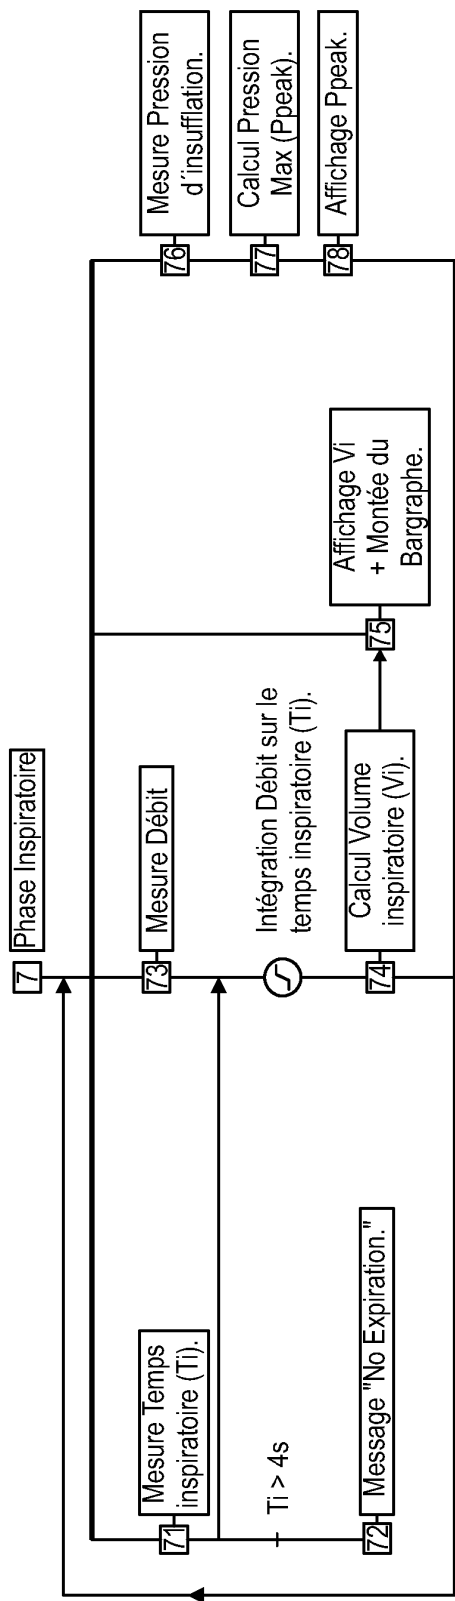 7
Phase Inspiratoire
71
Mesure Temps
inspiratoire (Ti).
73
Mesure Débit
76
Mesure Pression
d'insufflation.
77
Calcul Pression
Max (Ppeak).
78
Affichage Ppeak.
Ti > 4s
Intégration Débit sur le
temps inspiratoire (Ti).
72
Message "No Expiration."
74
Calcul Volume
inspiratoire (Vi).
75
Affichage Vi
+ Montée du
Bargraphe.